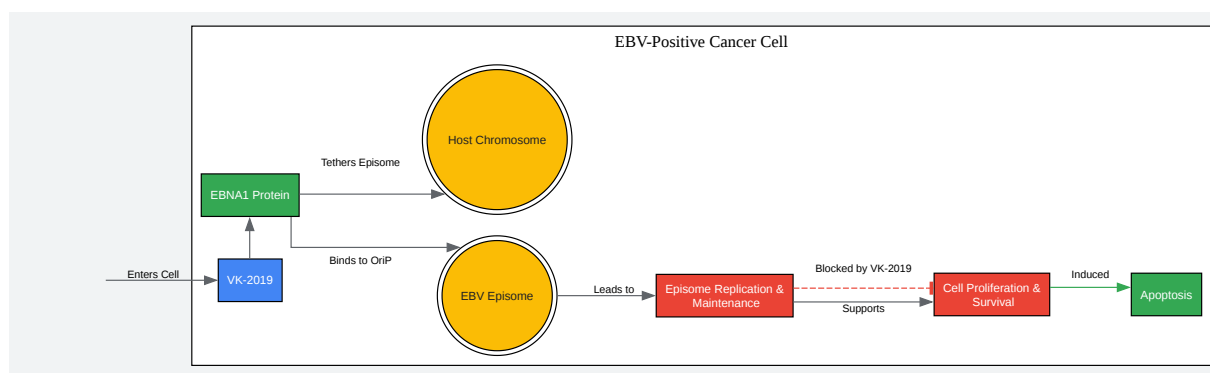 EBV-Positive Cancer Cell
Host Chromosome
Tethers Episome
EBNA1 Protein
Binds to OriP
Enters Cell
VK-2019
EBV Episome
Leads to
Episome Replication &
Maintenance
Blocked by VK-2019
Supports
Cell Proliferation &
Survival
Induced
Apoptosis